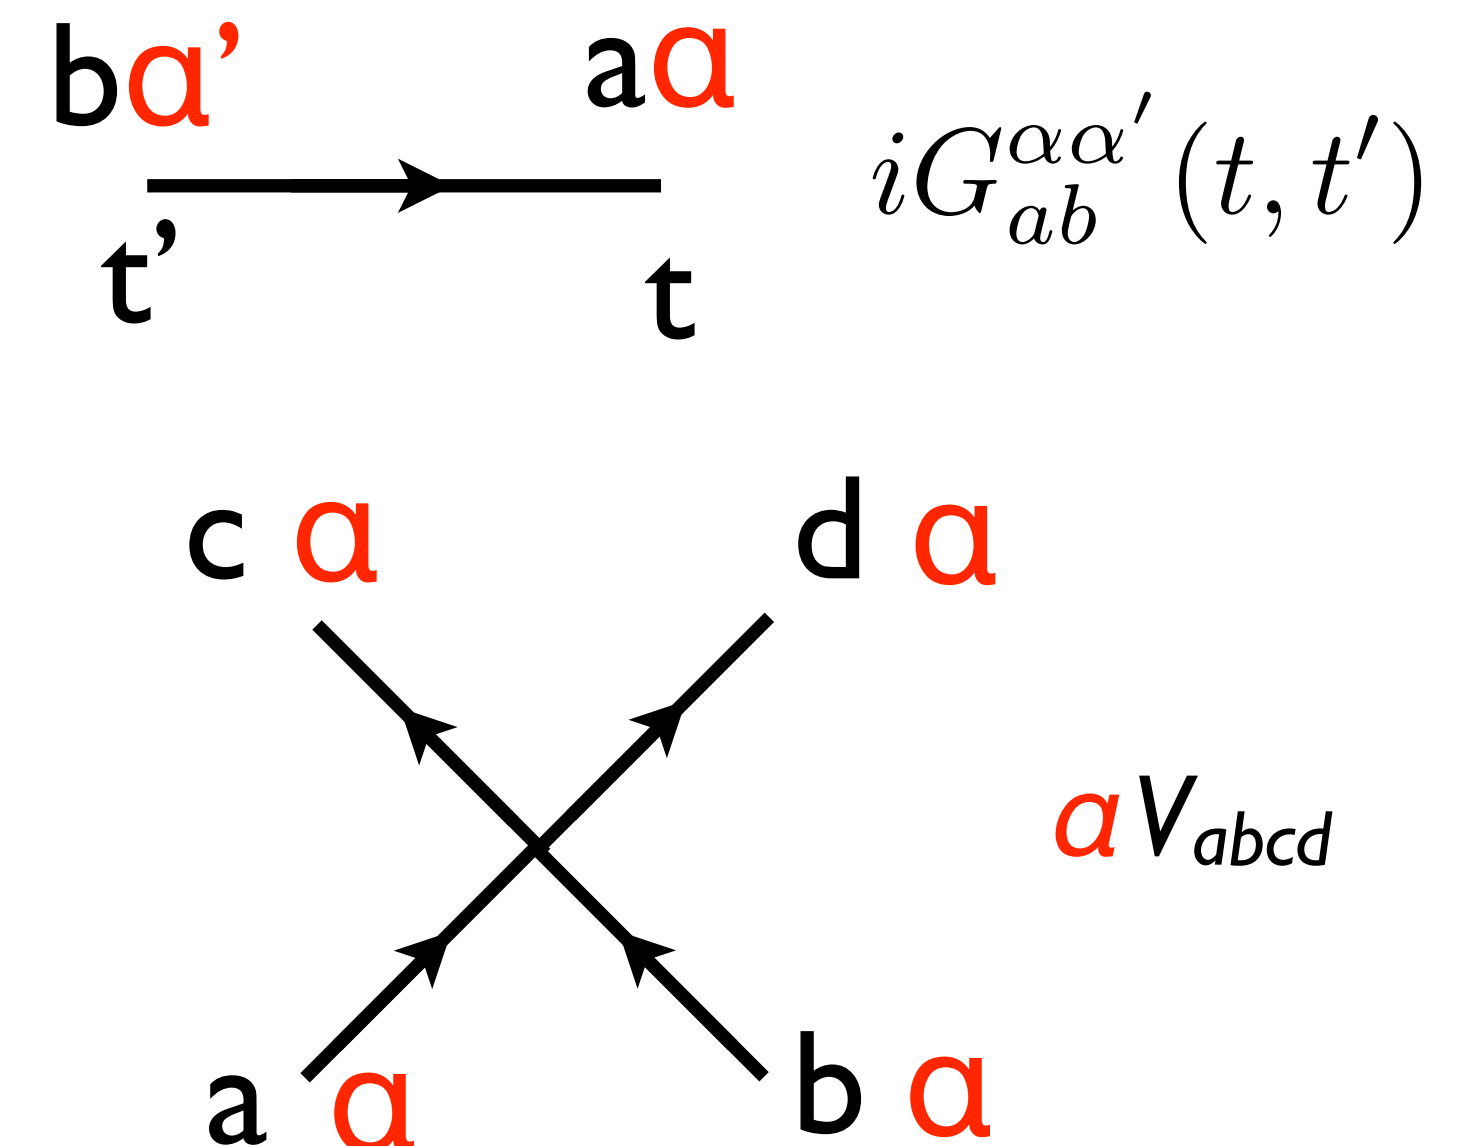 bα’ aα
iG_{ab}^{αα′}(t, t′)
t’ t
c α d α
αV_{abcd}
a α b α